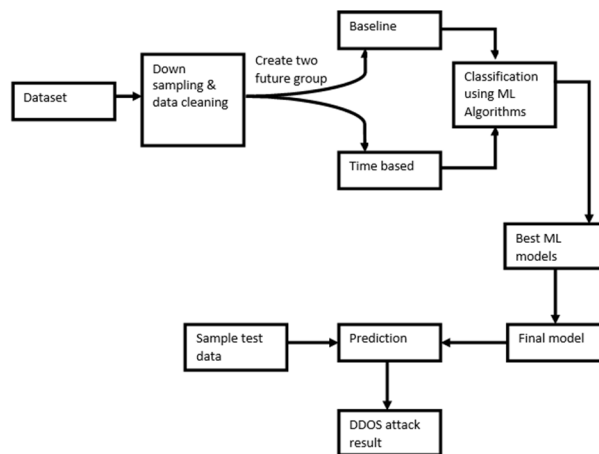 Dataset
Down
sampling &
data cleaning
Create two
future group
Baseline
Time based
Classification
using ML
Algorithms
Best ML
models
Final model
Prediction
Sample test
data
DDOS attack
result